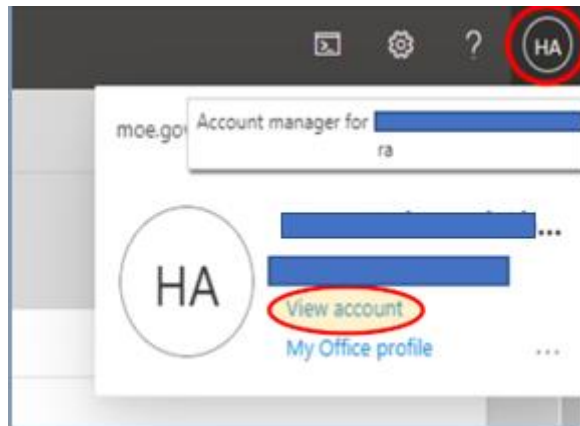 >_
?
HA
moe.go
Account manager for
ra
...
HA
View account
My Office profile
...